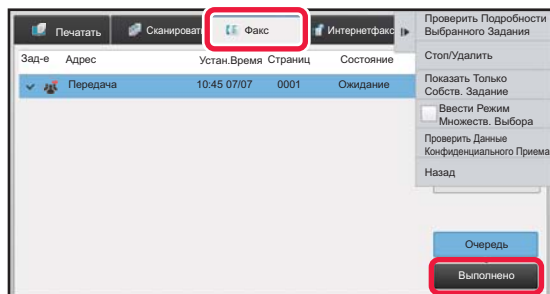 Печатать
Сканироват
Факс
Интернетфакс
Зад-е Адрес Устан.Время Страниц Состояние
Передача 10:45 07/07 0001 Ожидание
Проверить Подробности
Выбранного Задания
Стоп/Удалить
Показать Только
Собств. Задание
Ввести Режим
Множеств. Выбора
Проверить Данные
Конфиденциального Приема
Назад
Очередь
Выполнено